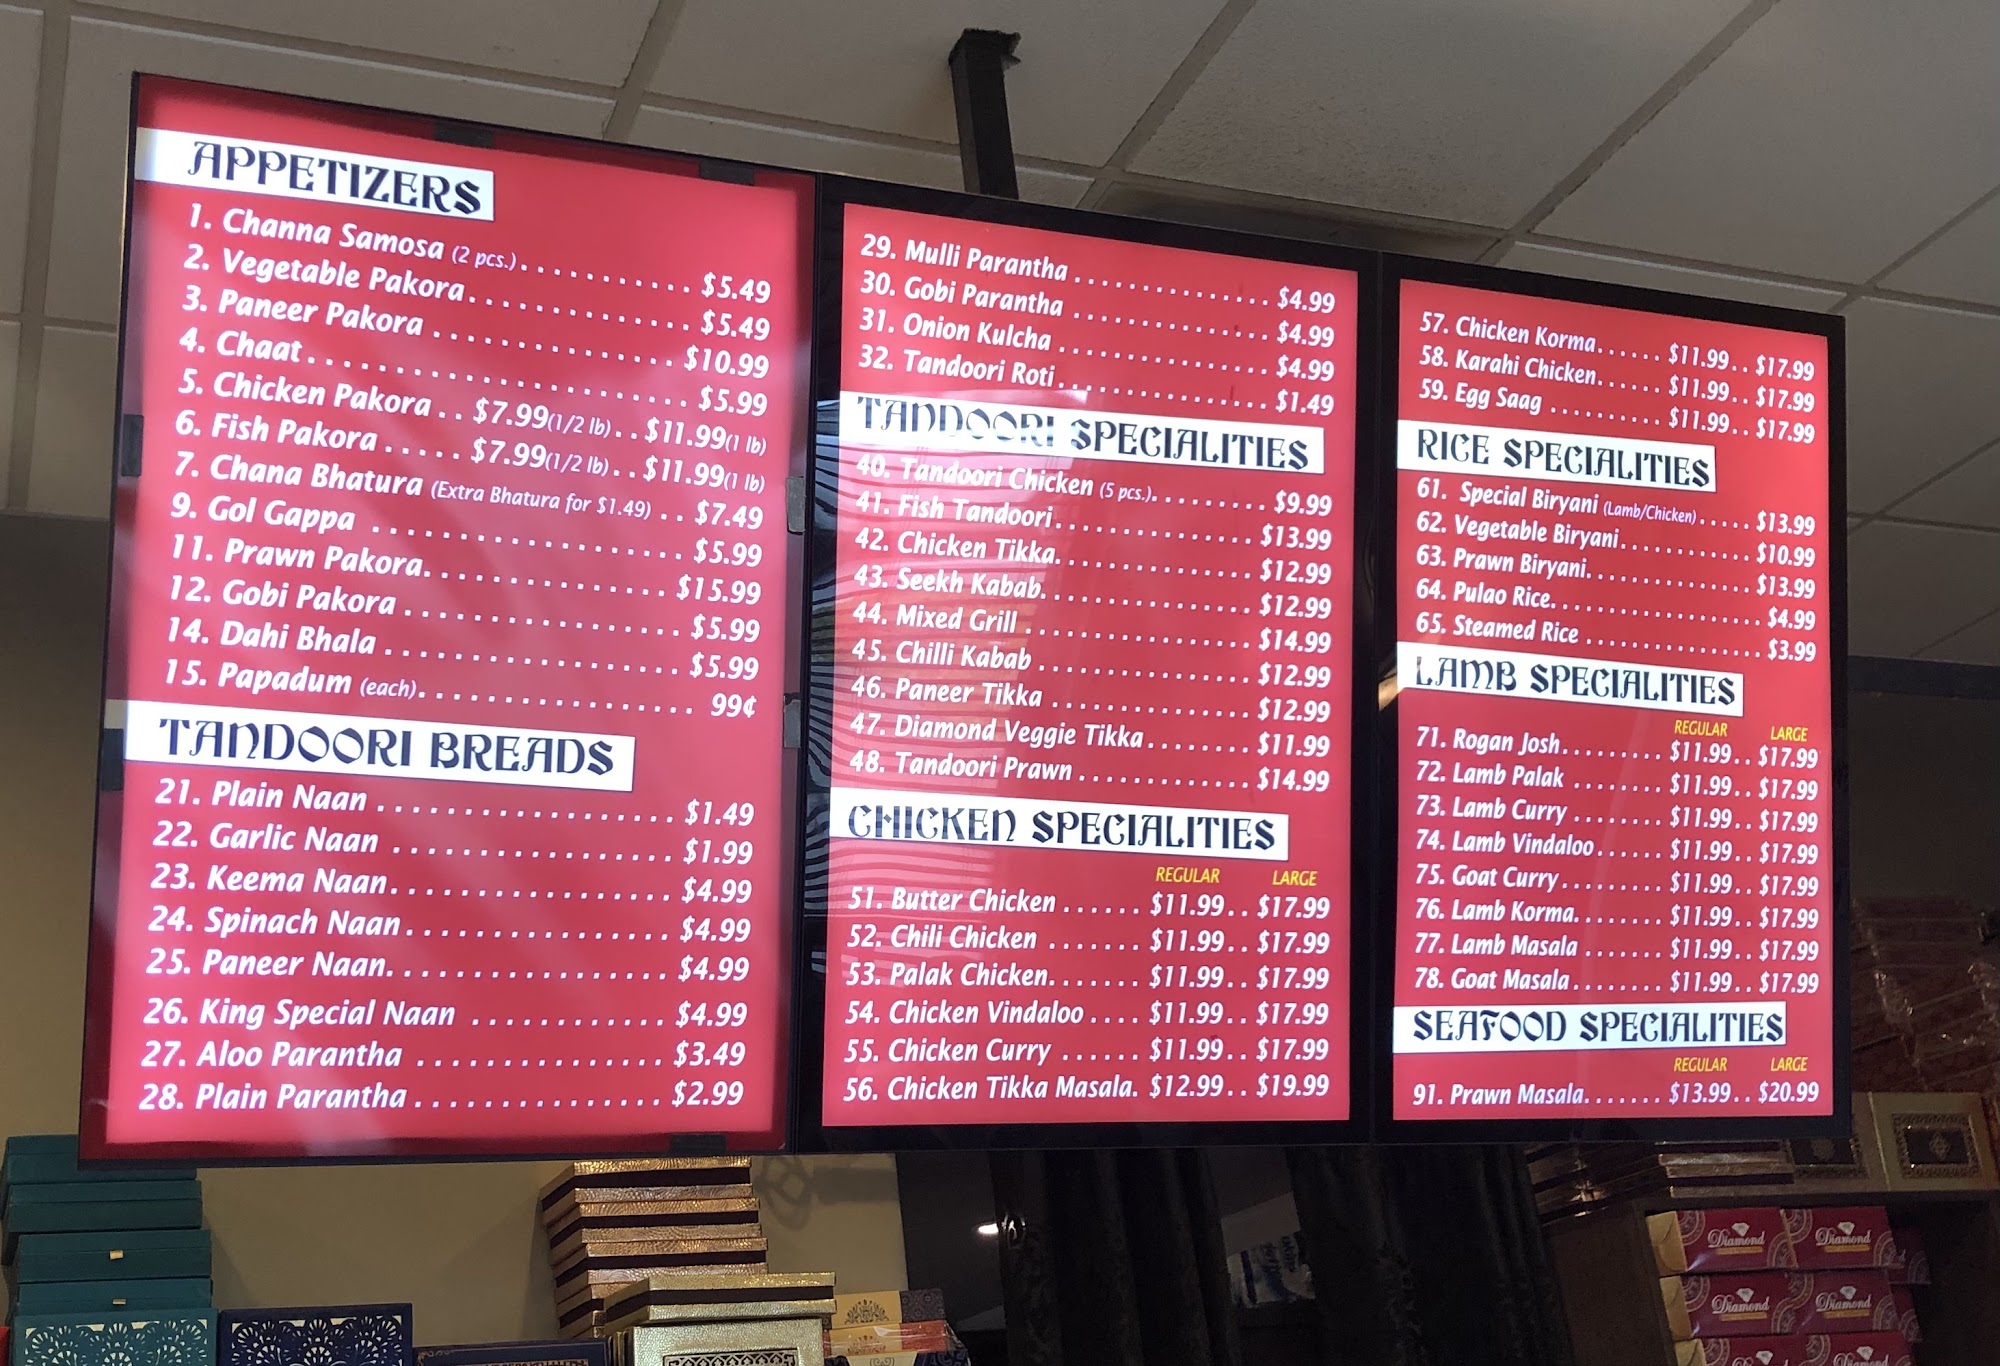 APPETIZERS
1. Channa Samosa (2 pcs.).......... $5.49
2. Vegetable Pakora............. $5.49
3. Paneer Pakora .............. $10.99
4. Chaat..................... $5.99
5. Chicken Pakora .. $7.99(1/2 lb).. $11.99(1 lb)
6. Fish Pakora ..... $7.99(1/2 lb).. $11.99(1 lb)
7. Chana Bhatura (Extra Bhatura for $1.49) .. $7.49
9. Gol Gappa .................. $5.99
11. Prawn Pakora.............. $15.99
12. Gobi Pakora ................ $5.99
14. Dahi Bhala ................. $5.99
15. Papadum (each)................ 99¢
TANDOORI BREADS
21. Plain Naan ................. $1.49
22. Garlic Naan ................ $1.99
23. Keema Naan................ $4.99
24. Spinach Naan............... $4.99
25. Paneer Naan................ $4.99
26. King Special Naan ............ $4.99
27. Aloo Parantha ............... $3.49
28. Plain Parantha............... $2.99
29. Mulli Parantha ............... $4.99
30. Gobi Parantha ............... $4.99
31. Onion Kulcha ................ $4.99
32. Tandoori Roti ................ $1.49
TANDOORI SPECIALITIES
40. Tandoori Chicken (5 pcs.)......... $9.99
41. Fish Tandoori................ $13.99
42. Chicken Tikka............... $12.99
43. Seekh Kabab................ $12.99
44. Mixed Grill ................. $14.99
45. Chilli Kabab ................ $12.99
46. Paneer Tikka ............... $12.99
47. Diamond Veggie Tikka........ $11.99
48. Tandoori Prawn ............. $14.99
CHICKEN SPECIALITIES
REGULAR LARGE
51. Butter Chicken ...... $11.99.. $17.99
52. Chili Chicken ....... $11.99.. $17.99
53. Palak Chicken....... $11.99.. $17.99
54. Chicken Vindaloo .... $11.99.. $17.99
55. Chicken Curry ...... $11.99.. $17.99
56. Chicken Tikka Masala. $12.99.. $19.99
57. Chicken Korma...... $11.99.. $17.99
58. Karahi Chicken...... $11.99.. $17.99
59. Egg Saag .......... $11.99.. $17.99
RICE SPECIALITIES
61. Special Biryani (Lamb/Chicken)..... $13.99
62. Vegetable Biryani............. $10.99
63. Prawn Biryani................ $13.99
64. Pulao Rice................... $4.99
65. Steamed Rice ................ $3.99
LAMB SPECIALITIES
REGULAR LARGE
71. Rogan Josh......... $11.99.. $17.99
72. Lamb Palak ........ $11.99.. $17.99
73. Lamb Curry ........ $11.99.. $17.99
74. Lamb Vindaloo...... $11.99.. $17.99
75. Goat Curry......... $11.99.. $17.99
76. Lamb Korma........ $11.99.. $17.99
77. Lamb Masala ....... $11.99.. $17.99
78. Goat Masala ........ $11.99.. $17.99
SEAFOOD SPECIALITIES
REGULAR LARGE
91. Prawn Masala....... $13.99.. $20.99
Diamond Diamond
Diamond Diamond